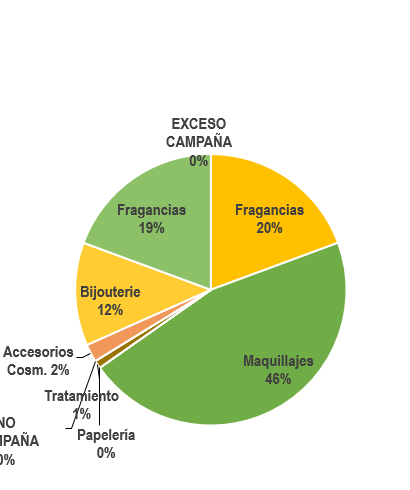 EXCESO
CAMPAÑA
0%
Fragancias
19%
Fragancias
20%
Bijouterie
12%
Accesorios
Cosm. 2%
Maquillajes
46%
Tratamiento
1%
NO
MPAÑA
0%
Papelería
0%